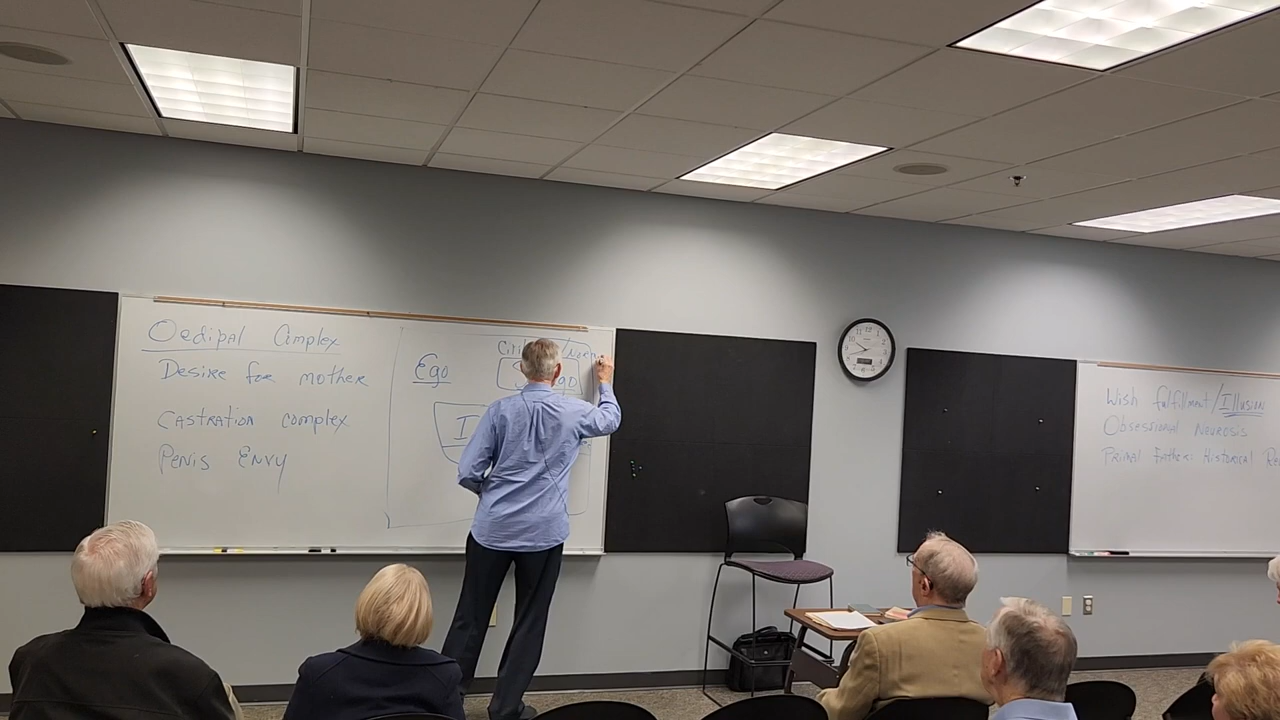 Oedipal Complex
Desire for mother
Castration complex
Penis Envy
Ego
I
Wish fulfillment/Illusion
Obsessional Neurosis
Primal Father: Historical